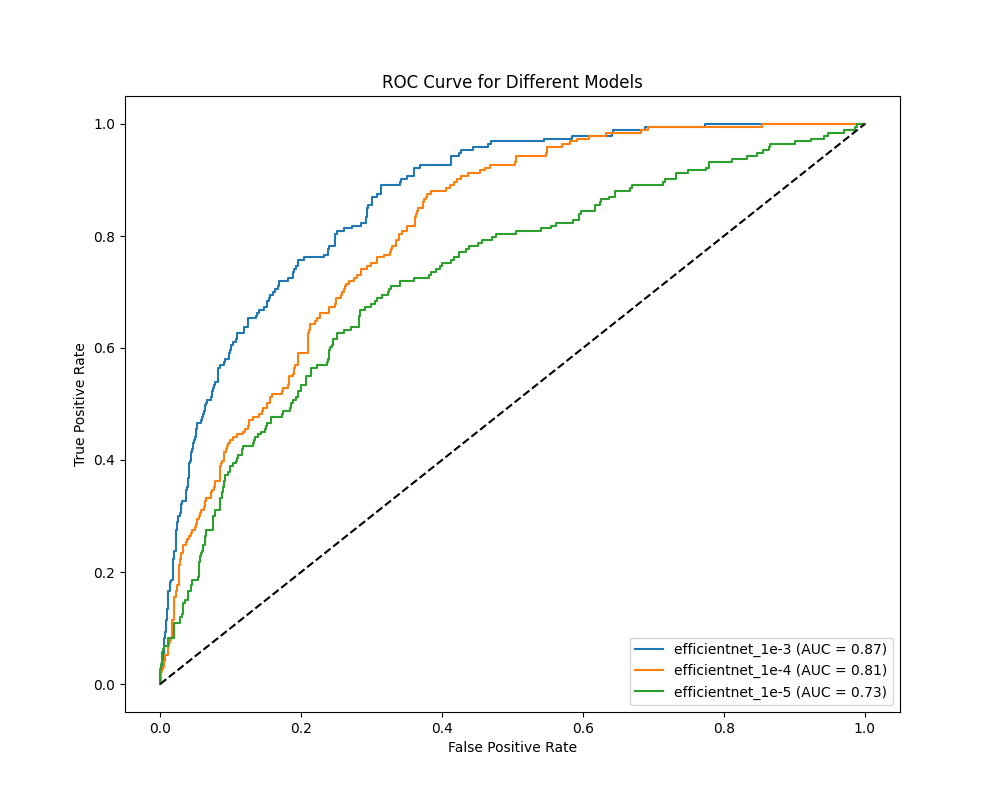 ROC Curve for Different Models
1.0
0.8
0.6
0.4
0.2
0.0
True Positive Rate
0.0 0.2 0.4 0.6 0.8 1.0
False Positive Rate
efficientnet_1e-3 (AUC = 0.87)
efficientnet_1e-4 (AUC = 0.81)
efficientnet_1e-5 (AUC = 0.73)